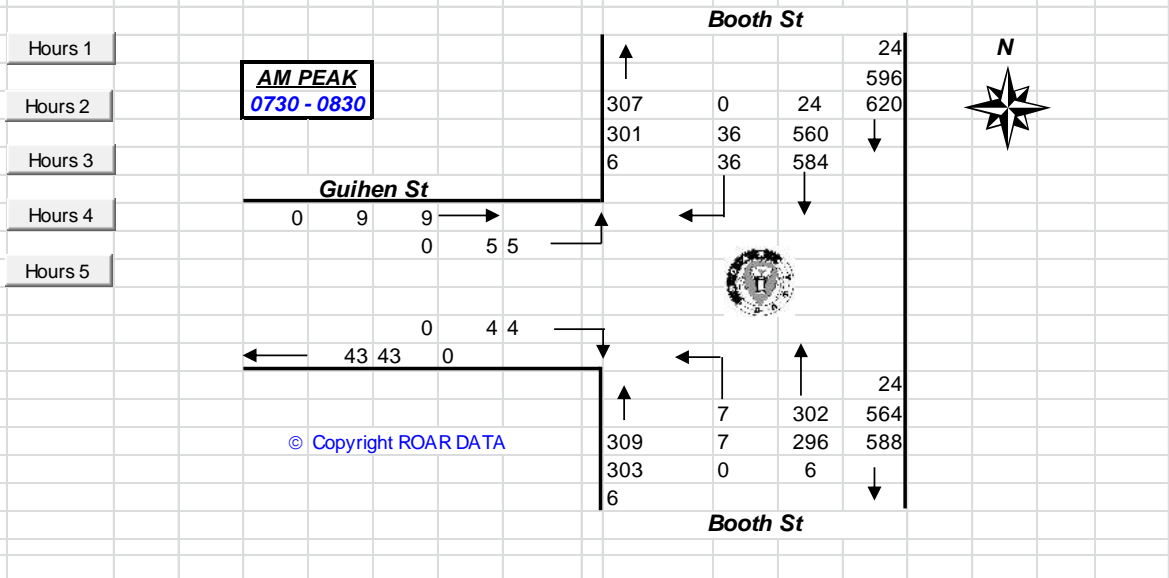 Booth St
Hours 1 24 N
AM PEAK 596
Hours 2 0730 - 0830 307 0 24 620
301 36 560
Hours 3 6 36 584
Guihen St
Hours 4 0 9 9
0 5 5
Hours 5
0 4 4
43 43 0
24
7 302 564
© Copyright ROAR DATA 309 7 296 588
303 0 6
6
Booth St